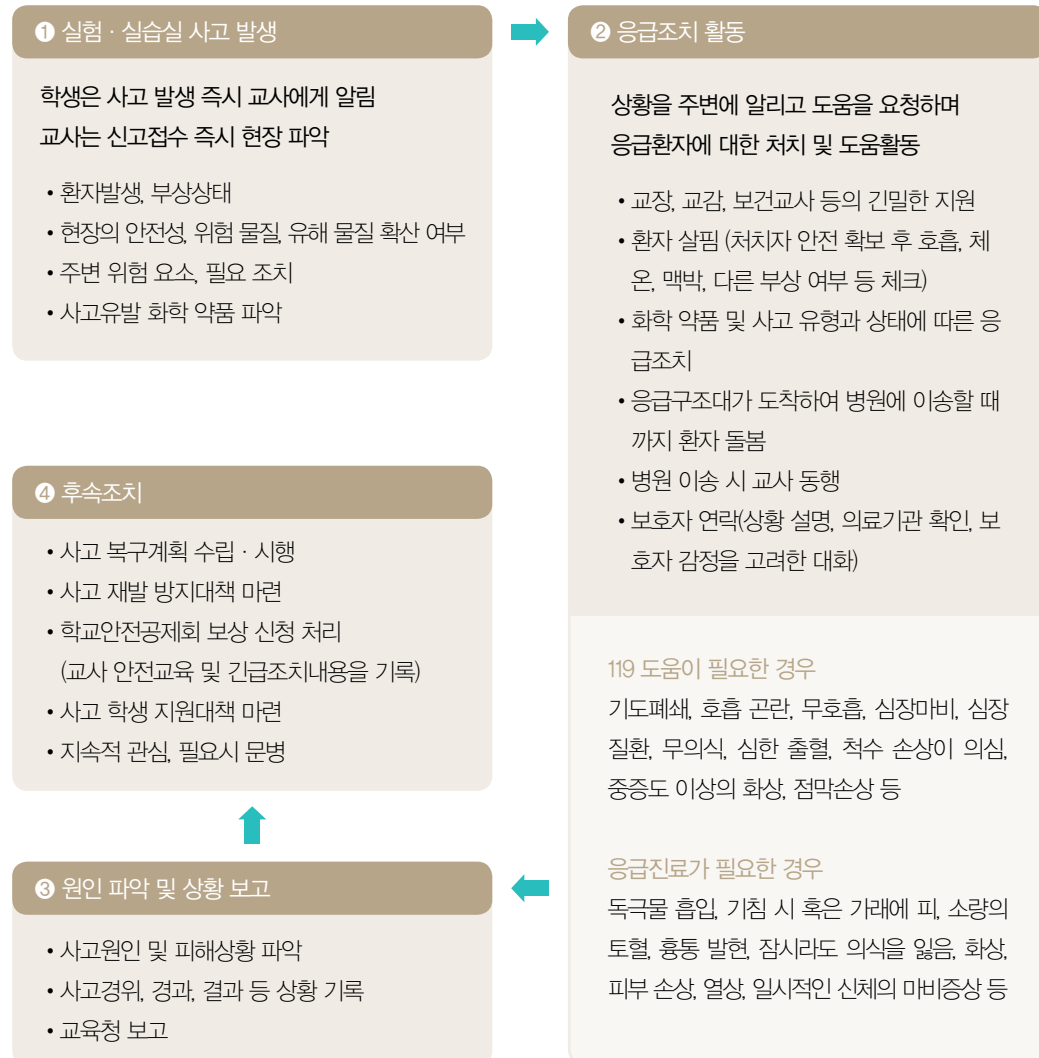 ❶ 실험 · 실습실 사고 발생
학생은 사고 발생 즉시 교사에게 알림
교사는 신고접수 즉시 현장 파악
• 환자발생, 부상상태
• 현장의 안전성, 위험 물질, 유해 물질 확산 여부
• 주변 위험 요소, 필요 조치
• 사고유발 화학 약품 파악
❷ 응급조치 활동
상황을 주변에 알리고 도움을 요청하며
응급환자에 대한 처치 및 도움활동
• 교장, 교감, 보건교사 등의 긴밀한 지원
• 환자 살핌 (처치자 안전 확보 후 호흡, 체
온, 맥박, 다른 부상 여부 등 체크)
• 화학 약품 및 사고 유형과 상태에 따른 응
급조치
• 응급구조대가 도착하여 병원에 이송할 때
까지 환자 돌봄
• 병원 이송 시 교사 동행
• 보호자 연락(상황 설명, 의료기관 확인, 보
호자 감정을 고려한 대화)
119 도움이 필요한 경우
기도폐쇄, 호흡 곤란, 무호흡, 심장마비, 심장
질환, 무의식, 심한 출혈, 척수 손상이 의심,
중증도 이상의 화상, 점막손상 등
응급진료가 필요한 경우
독극물 흡입, 기침 시 혹은 가래에 피, 소량의
토혈, 흉통 발현, 잠시라도 의식을 잃음, 화상,
피부 손상, 열상, 일시적인 신체의 마비증상 등
❸ 원인 파악 및 상황 보고
• 사고원인 및 피해상황 파악
• 사고경위, 경과, 결과 등 상황 기록
• 교육청 보고
❹ 후속조치
• 사고 복구계획 수립 · 시행
• 사고 재발 방지대책 마련
• 학교안전공제회 보상 신청 처리
(교사 안전교육 및 긴급조치내용을 기록)
• 사고 학생 지원대책 마련
• 지속적 관심, 필요시 문병